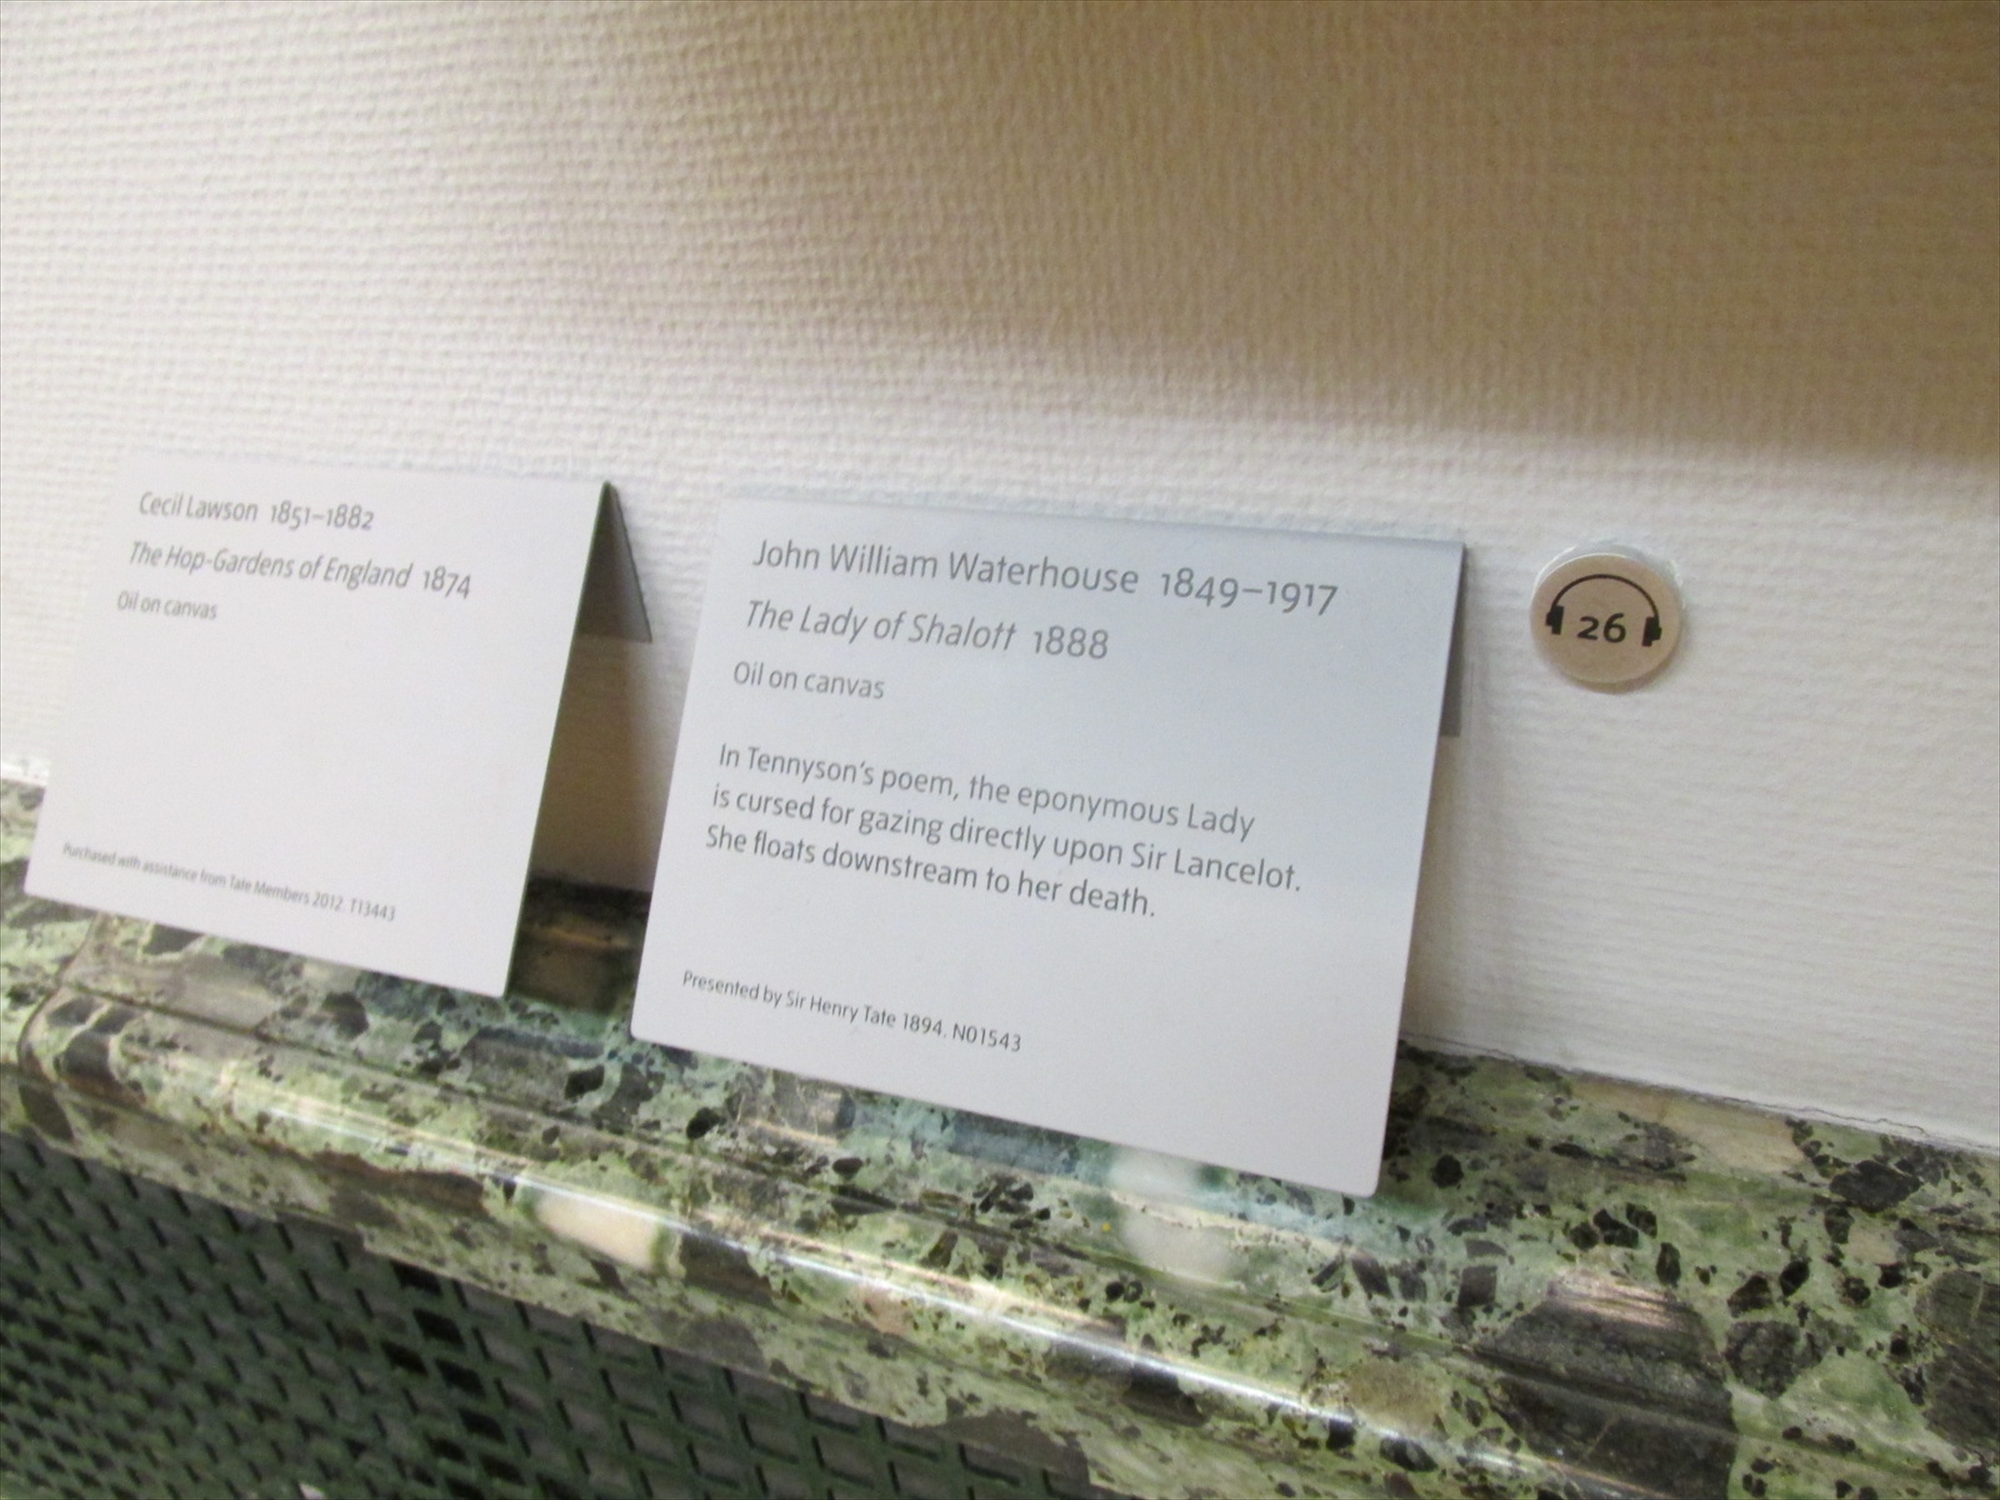 Cecil Lawson 1851–1882
The Hop-Gardens of England 1874
Oil on canvas
Purchased with assistance from Tate Members 2012. T13443
John William Waterhouse 1849–1917
The Lady of Shalott 1888
Oil on canvas
In Tennyson's poem, the eponymous Lady
is cursed for gazing directly upon Sir Lancelot.
She floats downstream to her death.
Presented by Sir Henry Tate 1894. N01543
26